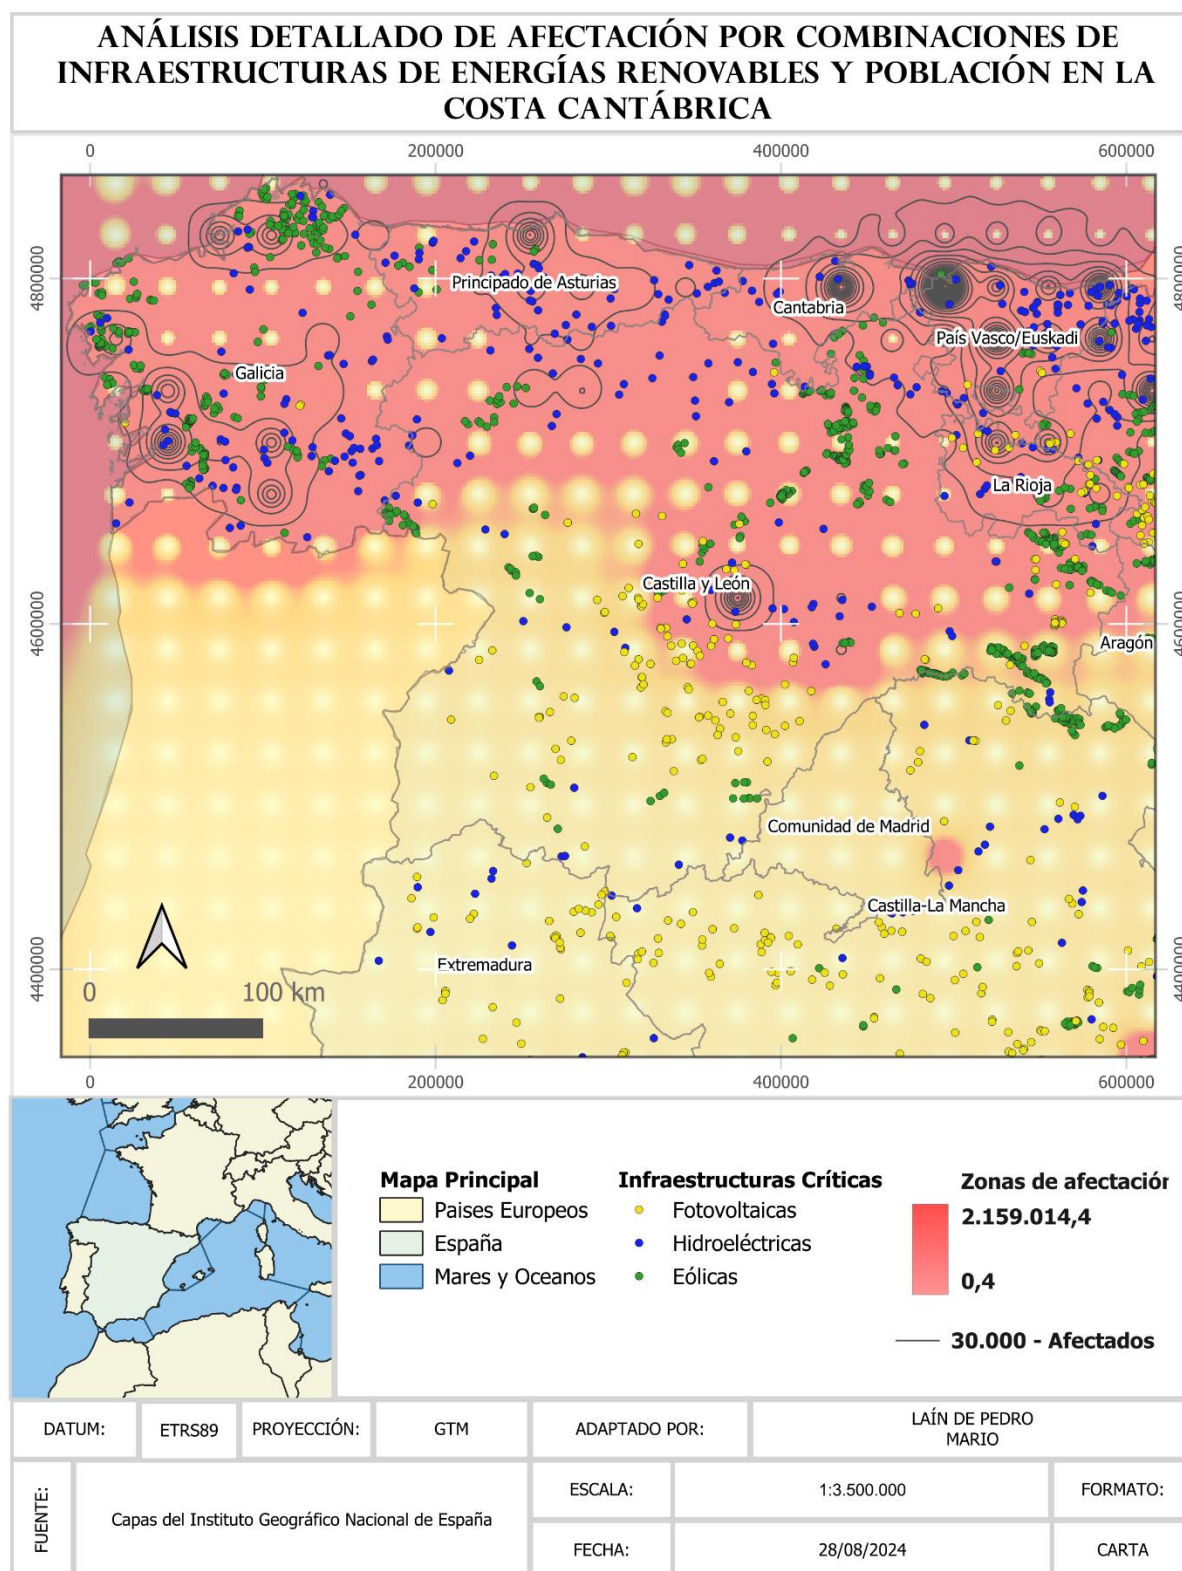 ANÁLISIS DETALLADO DE AFECTACIÓN POR COMBINACIONES DE
INFRAESTRUCTURAS DE ENERGÍAS RENOVABLES Y POBLACIÓN EN LA
COSTA CANTÁBRICA
0 200000 400000 600000
4800000 4800000
Principado de Asturias
Cantabria
País Vasco/Euskadi
Galicia
La Rioja
Castilla y León
4600000 4600000
Aragón
Comunidad de Madrid
Castilla-La Mancha
Extremadura
4400000 4400000
0 100 km
0 200000 400000 600000
Mapa Principal
Paises Europeos
España
Mares y Oceanos
Infraestructuras Críticas
Fotovoltaicas
Hidroeléctricas
Eólicas
Zonas de afectación
2.159.014,4
0,4
30.000 - Afectados
DATUM: ETRS89 PROYECCIÓN: GTM ADAPTADO POR: LAÍN DE PEDRO
MARIO
FUENTE: Capas del Instituto Geográfico Nacional de España
ESCALA: 1:3.500.000 FORMATO:
FECHA: 28/08/2024 CARTA